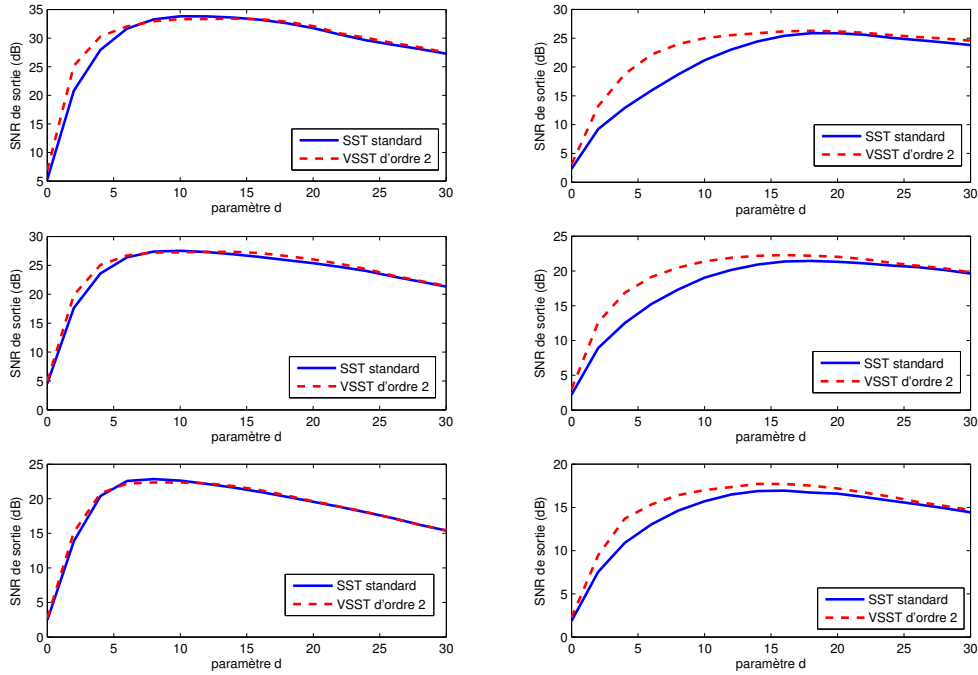 35
30
25
20
15
10
5
SNR de sortie (dB)
SST standard
VSST d'ordre 2
0 5 10 15 20 25 30
paramètre d
30
25
20
15
10
5
0
SNR de sortie (dB)
SST standard
VSST d'ordre 2
0 5 10 15 20 25 30
paramètre d
30
25
20
15
10
5
0
SNR de sortie (dB)
SST standard
VSST d'ordre 2
0 5 10 15 20 25 30
paramètre d
25
20
15
10
5
0
SNR de sortie (dB)
SST standard
VSST d'ordre 2
0 5 10 15 20 25 30
paramètre d
25
20
15
10
5
0
SNR de sortie (dB)
SST standard
VSST d'ordre 2
0 5 10 15 20 25 30
paramètre d
20
15
10
5
0
SNR de sortie (dB)
SST standard
VSST d'ordre 2
0 5 10 15 20 25 30
paramètre d